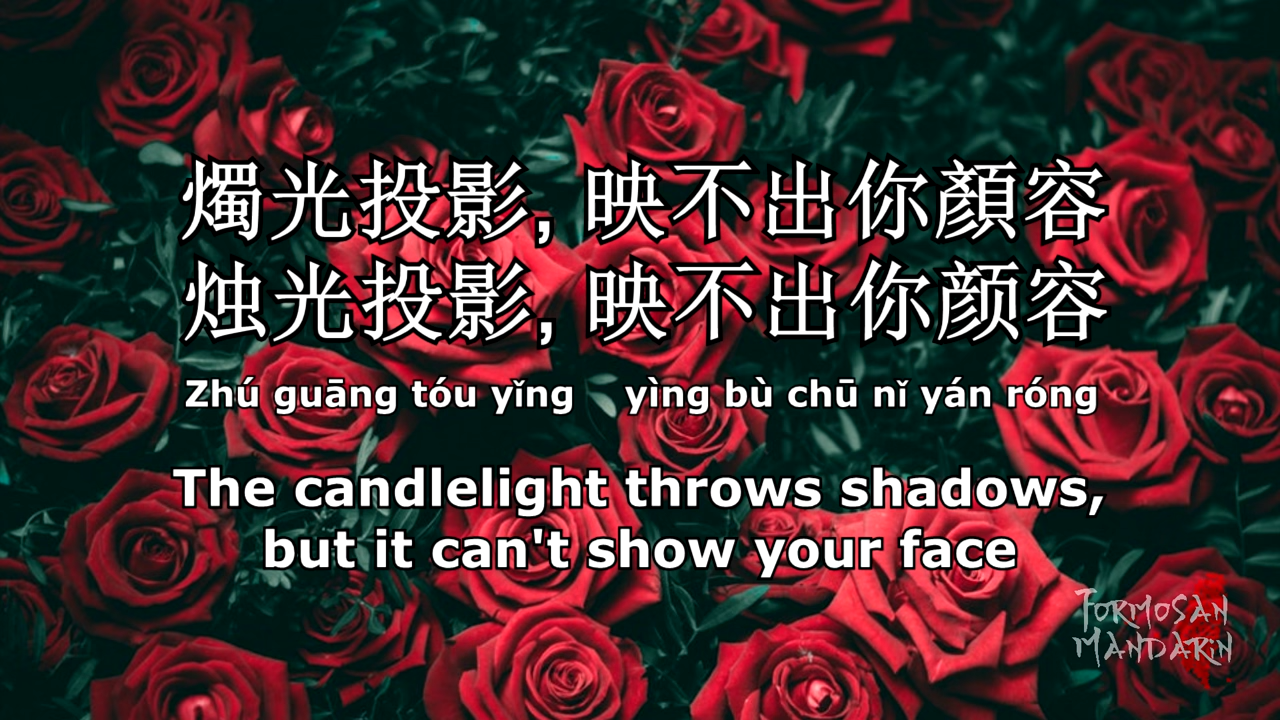 燭光投影, 映不出你顏容
烛光投影, 映不出你颜容
Zhú guāng tóu yǐng yìng bù chū nǐ yán róng
The candlelight throws shadows,
but it can't show your face
FORMOSAN
MANDARIN